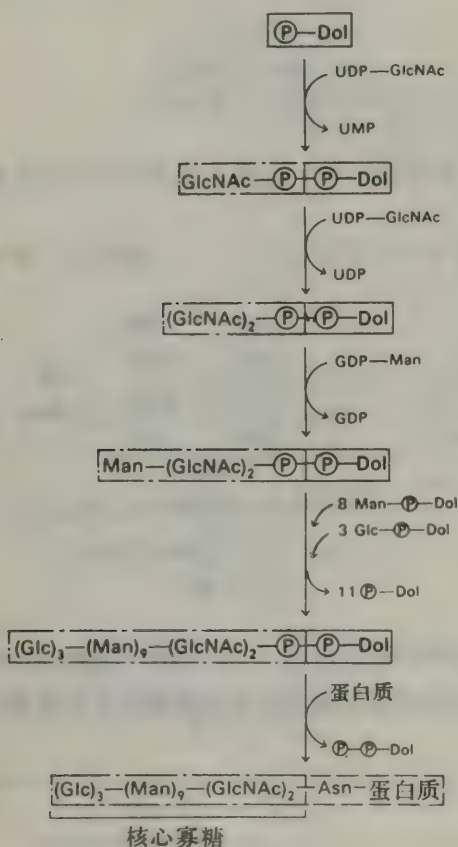 Ⓟ—Dol
UDP—GlcNAc
UMP
GlcNAc—Ⓟ—Ⓟ—Dol
UDP—GlcNAc
UDP
(GlcNAc)₂—Ⓟ—Ⓟ—Dol
GDP—Man
GDP
Man—(GlcNAc)₂—Ⓟ—Ⓟ—Dol
8 Man—Ⓟ—Dol
3 Glc—Ⓟ—Dol
11 Ⓟ—Dol
(Glc)₃—(Man)₉—(GlcNAc)₂—Ⓟ—Ⓟ—Dol
蛋白质
Ⓟ—Ⓟ—Dol
(Glc)₃—(Man)₉—(GlcNAc)₂—Asn—蛋白质
核心寡糖